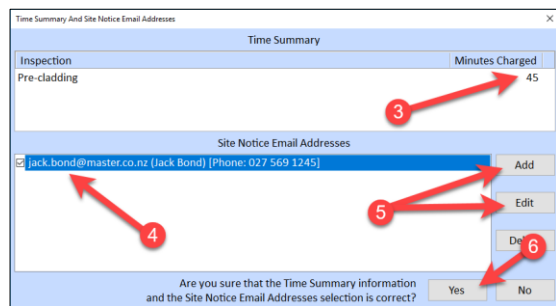 Time Summary And Site Notice Email Addresses
Time Summary
Inspection Minutes Charged
Pre-cladding 45
3
Site Notice Email Addresses
jack.bond@master.co.nz (Jack Bond) [Phone: 027 569 1245]
Add
4
5
Edit
6
Are you sure that the Time Summary information
and the Site Notice Email Addresses selection is correct?
Yes
No